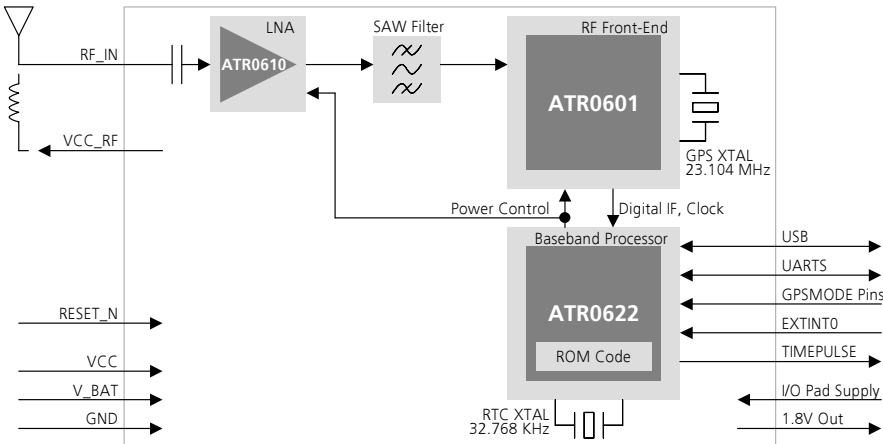 LNA
SAW Filter
RF Front-End
RF_IN
ATR0610
ATR0601
VCC_RF
GPS XTAL
23.104 MHz
Power Control
Digital IF, Clock
Baseband Processor
USB
UARTS
GPSMODE Pins
RESET_N
ATR0622
EXTINT0
ROM Code
TIMEPULSE
VCC
V_BAT
I/O Pad Supply
GND
RTC XTAL
32.768 KHz
1.8V Out